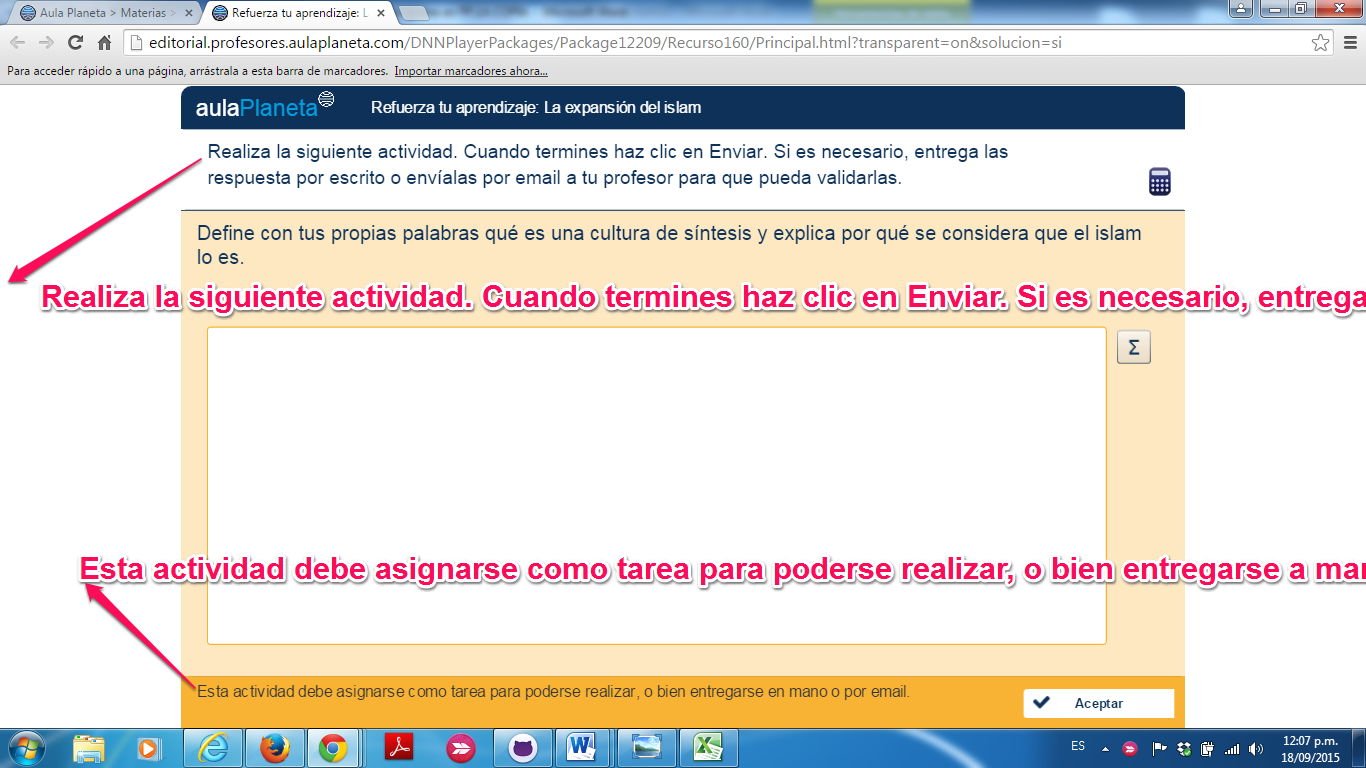 Aula Planeta > Materias >
Refuerza tu aprendizaje: L
editorial.profesores.aulaplaneta.com/DNNPlayerPackages/Package12209/Recurso160/Principal.html?transparent=on&solucion=si
Para acceder rápido a una página, arrástrala a esta barra de marcadores. Importar marcadores ahora...
aulaPlaneta
Refuerza tu aprendizaje: La expansión del islam
Realiza la siguiente actividad. Cuando termines haz clic en Enviar. Si es necesario, entrega las
respuesta por escrito o envíalas por email a tu profesor para que pueda validarlas.
Define con tus propias palabras qué es una cultura de síntesis y explica por qué se considera que el islam
lo es.
Realiza la siguiente actividad. Cuando termines haz clic en Enviar. Si es necesario, entrega
Σ
Esta actividad debe asignarse como tarea para poderse realizar, o bien entregarse a man
Esta actividad debe asignarse como tarea para poderse realizar, o bien entregarse en mano o por email.
Aceptar
ES
12:07 p.m.
18/09/2015